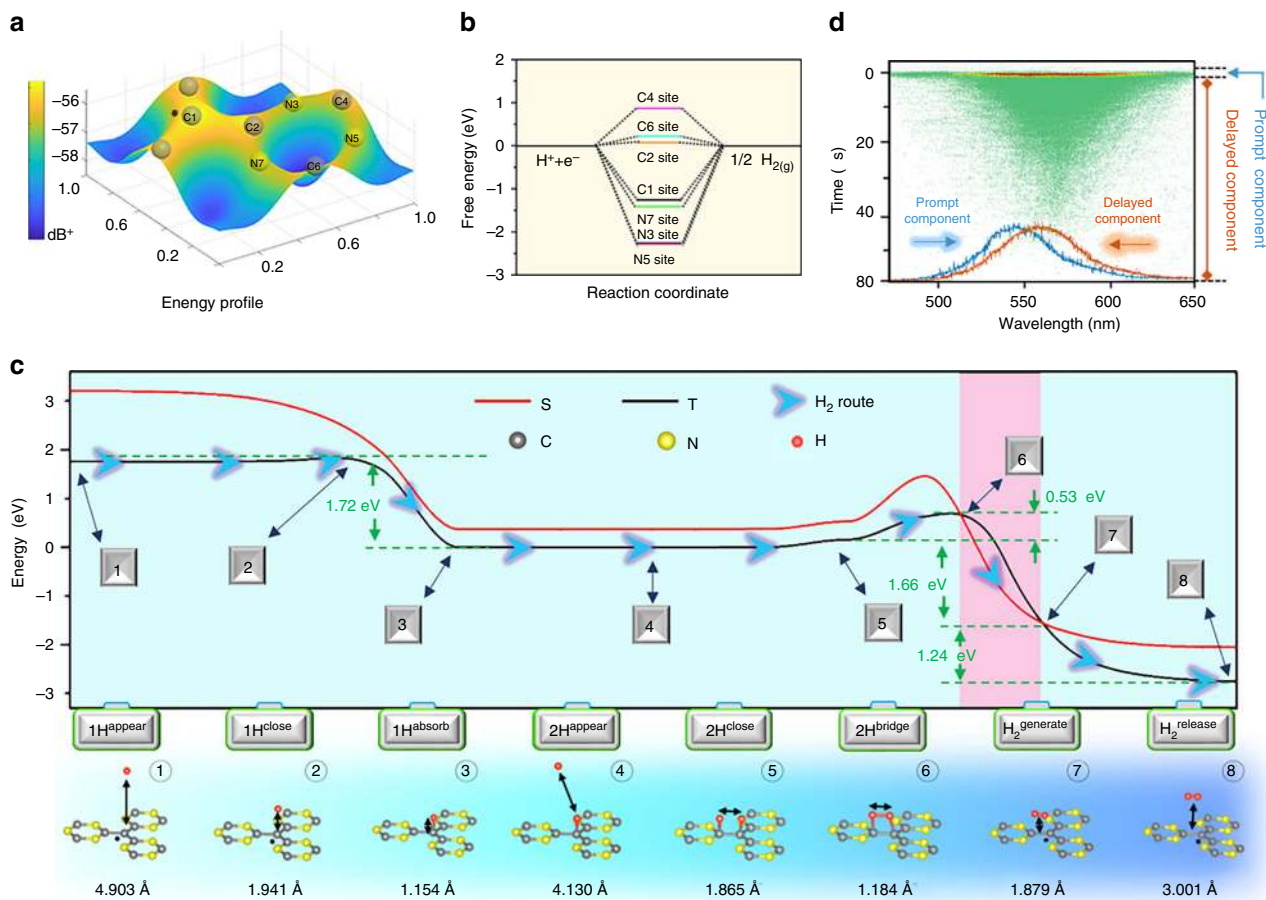 a
−56
−57
−58
dB⁺
1.0
0.6
0.2
0.2
0.6
1.0
C1
C2
N3
C4
N5
C6
N7
Energy profile
b
Free energy (eV)
2
1
0
−1
−2
−3
C4 site
C6 site
C2 site
H⁺+e⁻
1/2 H₂₍g₎
C1 site
N7 site
N3 site
N5 site
Reaction coordinate
d
Time ( s)
0
20
40
60
80
Prompt component
Delayed component
Prompt component
Delayed component
500
550
600
650
Wavelength (nm)
c
Energy (eV)
3
2
1
0
−1
−2
−3
S
T
H₂ route
C
N
H
1.72 eV
0.53 eV
1.66 eV
1.24 eV
1
2
3
4
5
6
7
8
1Hᵃᵖᵖᵉᵃʳ
1Hᶜˡᵒˢᵉ
1Hᵃᵇˢᵒʳᵇ
2Hᵃᵖᵖᵉᵃʳ
2Hᶜˡᵒˢᵉ
2Hᵇʳⁱᵈᵍᵉ
H₂ᵍᵉⁿᵉʳᵃᵗᵉ
H₂ʳᵉˡᵉᵃˢᵉ
① ② ③ ④ ⑤ ⑥ ⑦ ⑧
4.903 Å
1.941 Å
1.154 Å
4.130 Å
1.865 Å
1.184 Å
1.879 Å
3.001 Å